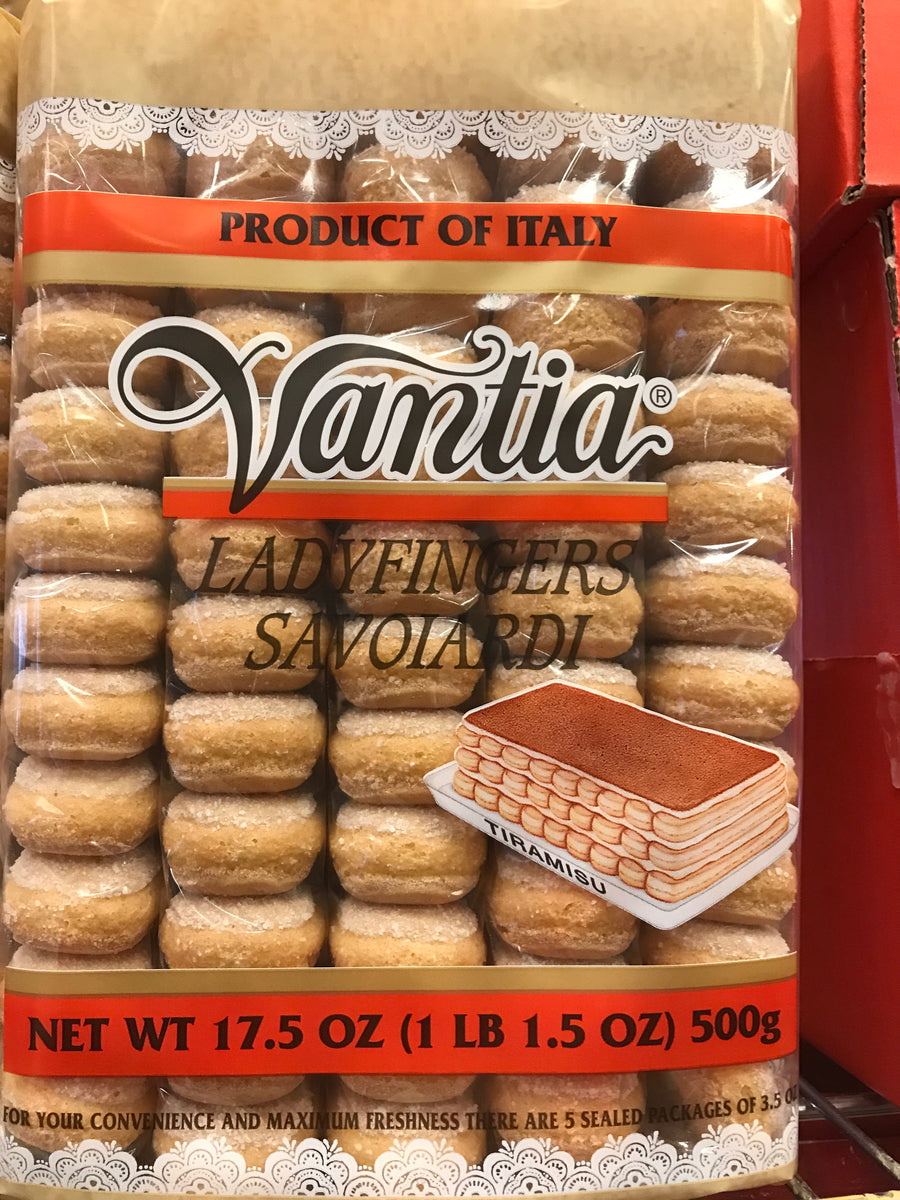 PRODUCT OF ITALY
Vantia®
LADYFINGERS
SAVOIARDI
TIRAMISU
NET WT 17.5 OZ (1 LB 1.5 OZ) 500g
FOR YOUR CONVENIENCE AND MAXIMUM FRESHNESS THERE ARE 5 SEALED PACKAGES OF 3.5 OZ